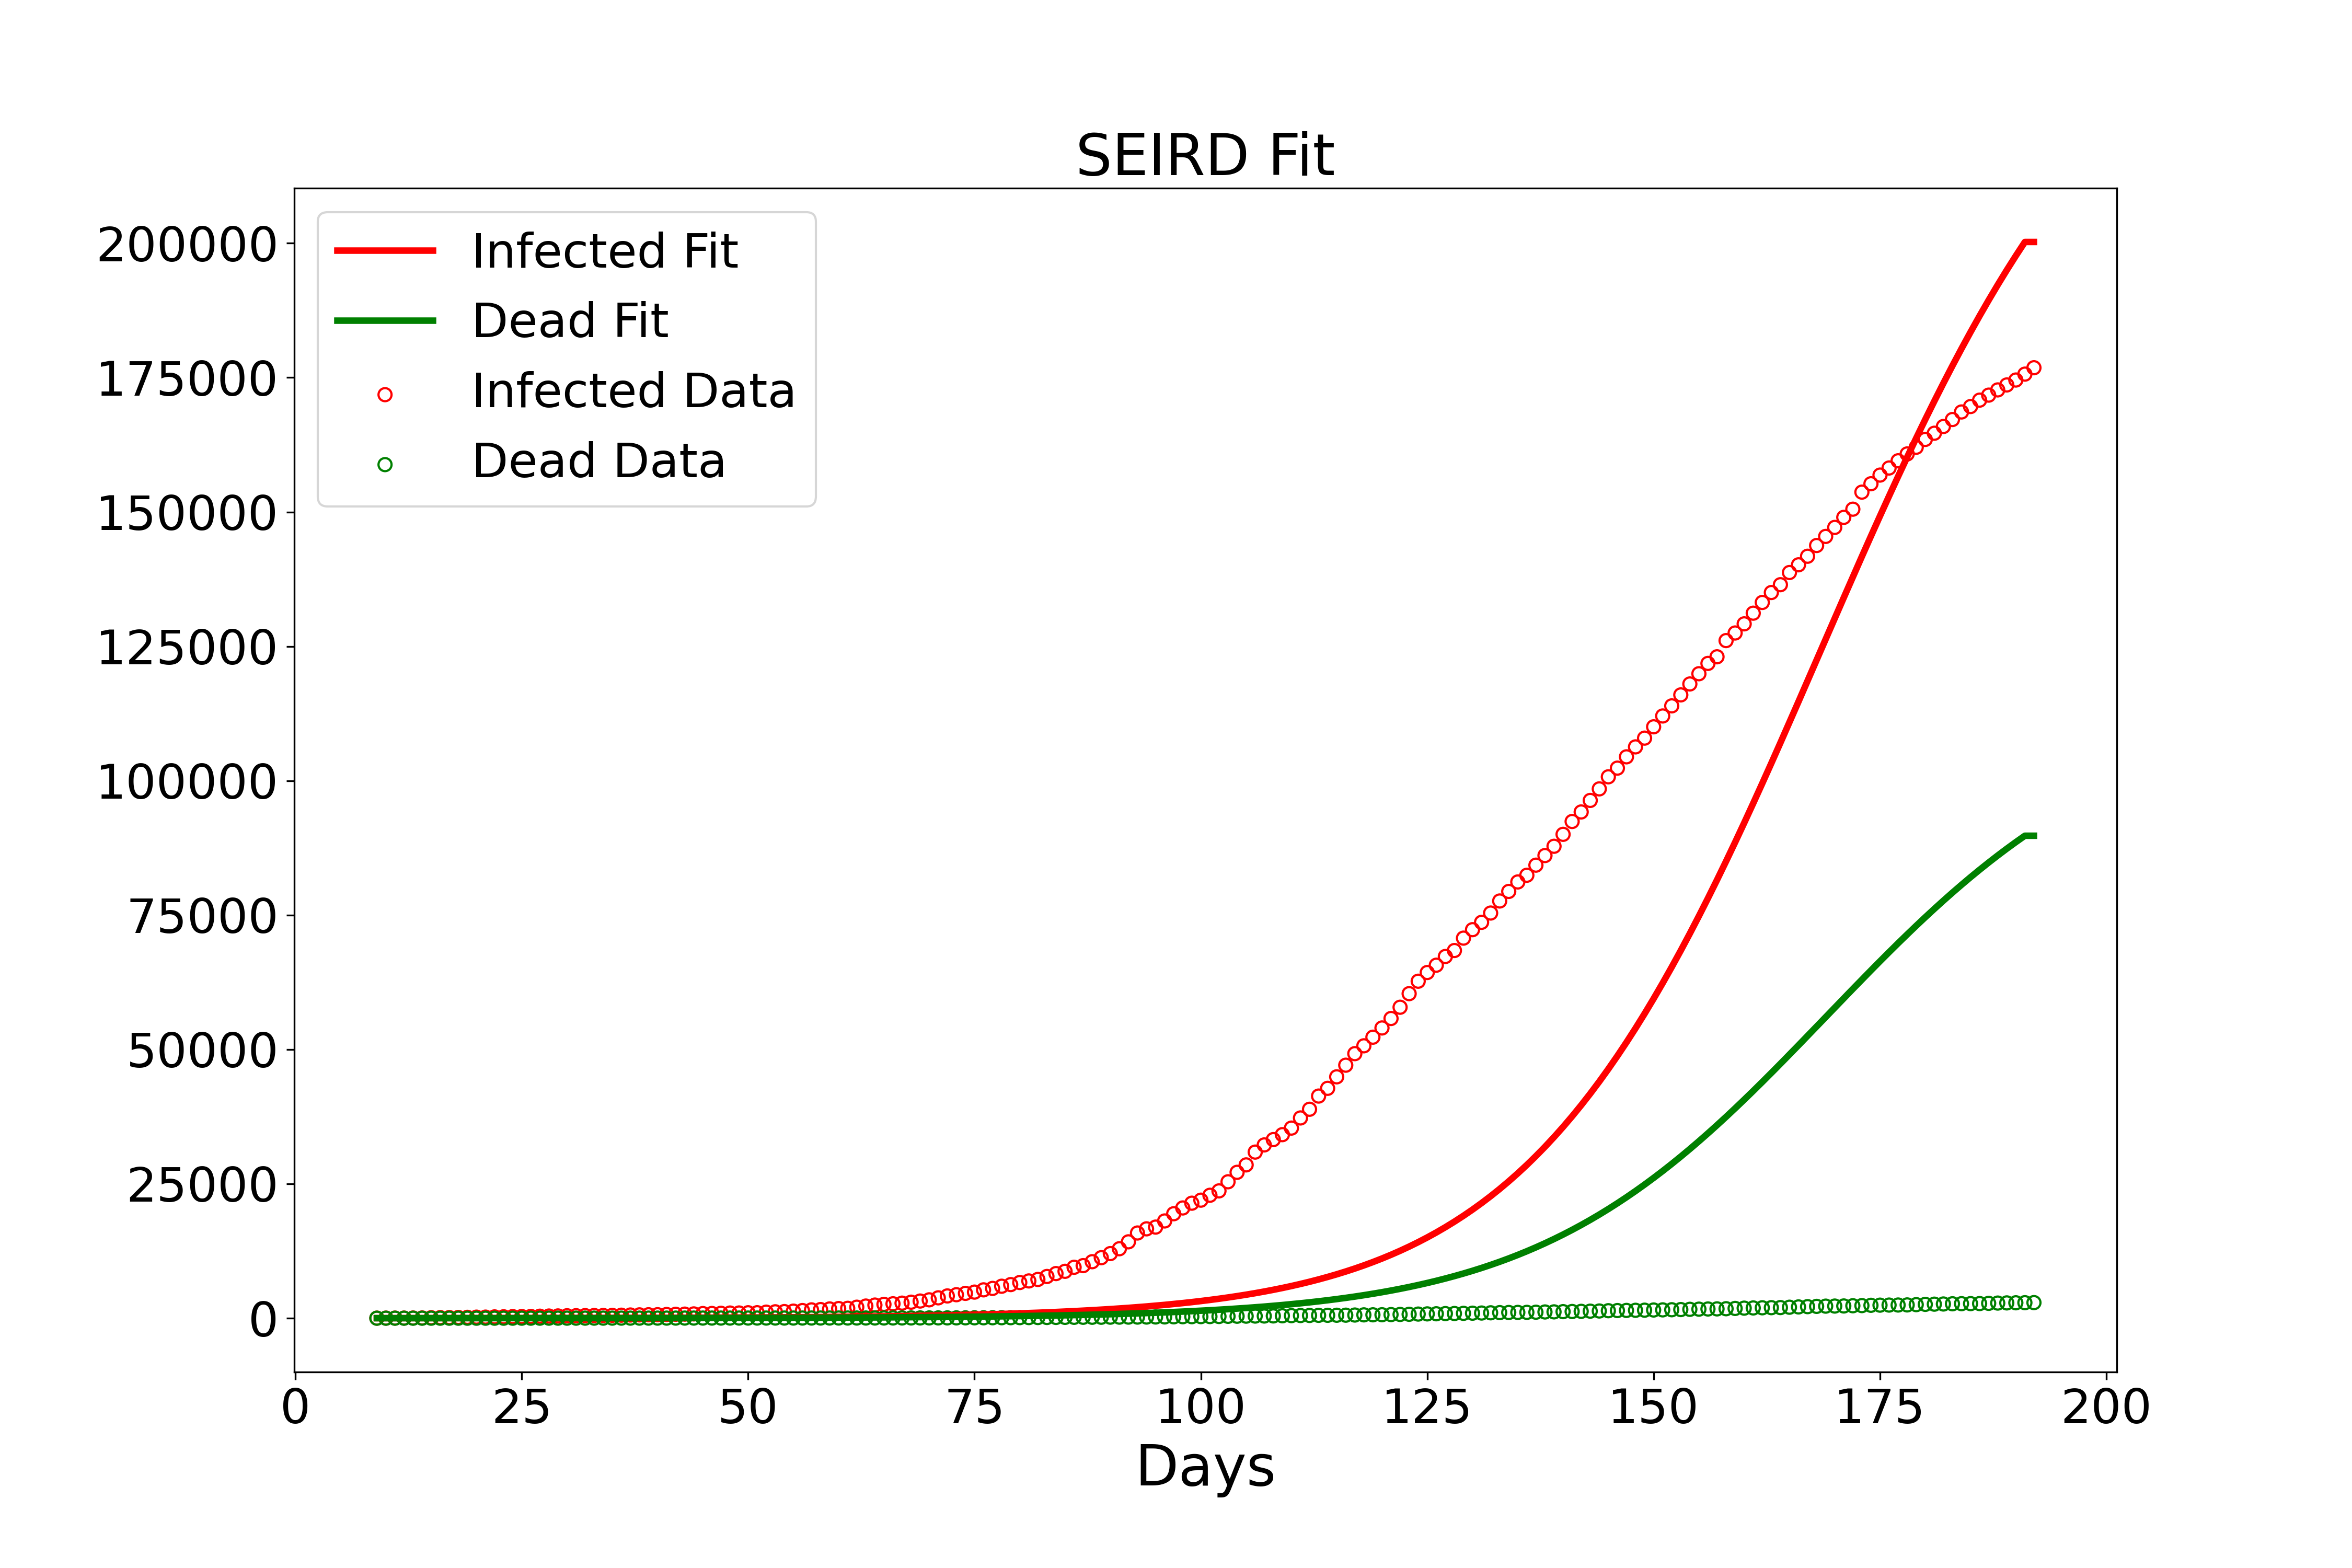 SEIRD Fit
200000
175000
150000
125000
100000
75000
50000
25000
0
Infected Fit
Dead Fit
Infected Data
Dead Data
0 25 50 75 100 125 150 175 200
Days